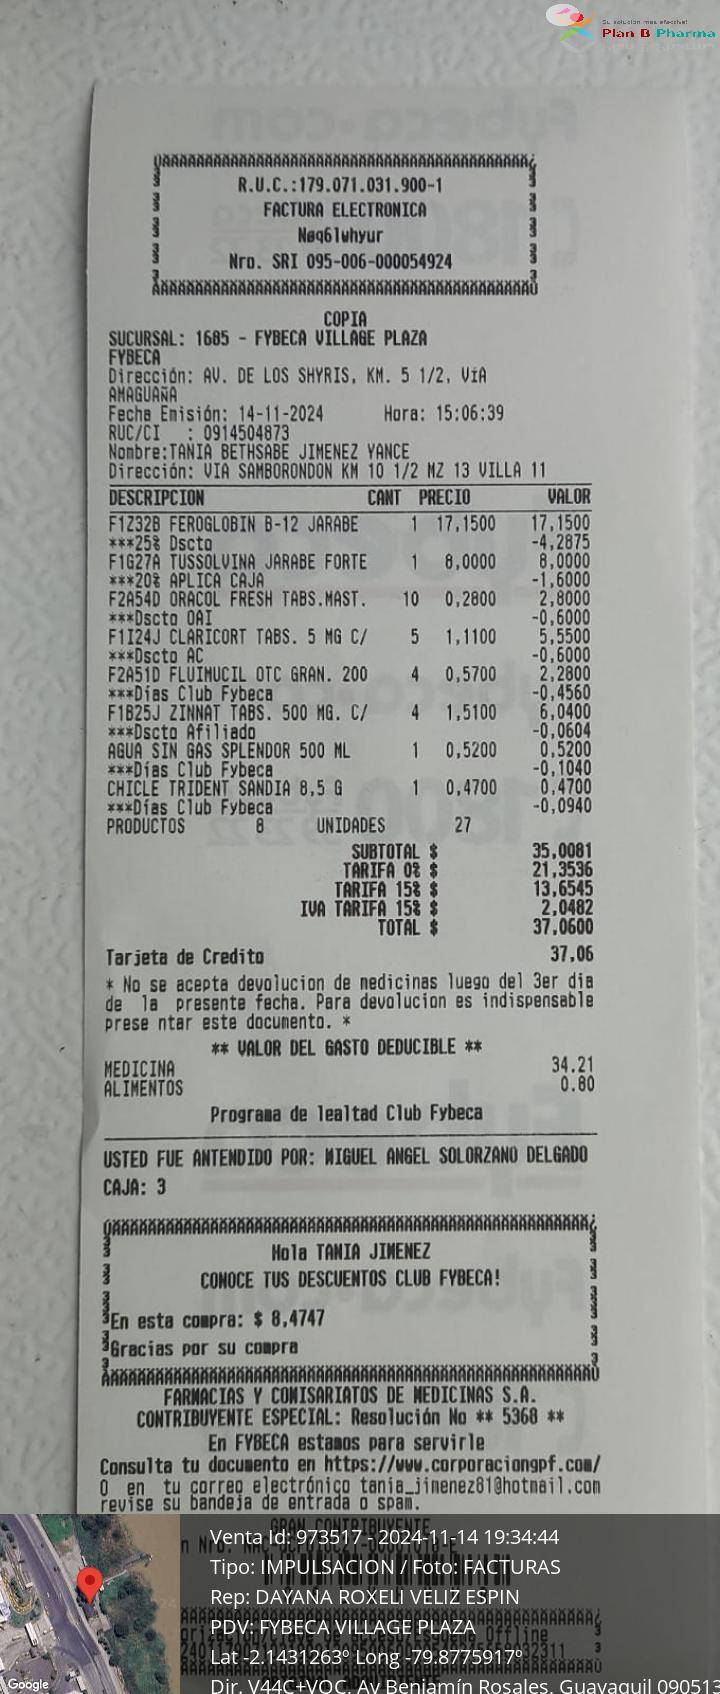 Su solucion mas efectiva!
Plan B Pharma
R.U.C.:179.071.031.900-1
FACTURA ELECTRONICA
Nøq6lwhyur
Nro. SRI 095-006-000054924
COPIA
SUCURSAL: 1685 - FYBECA VILLAGE PLAZA
FYBECA
Dirección: AV. DE LOS SHYRIS, KM. 5 1/2, VíA
AMAGUAÑA
Fecha Emisión: 14-11-2024 Hora: 15:06:39
RUC/CI : 0914504873
Nombre:TANIA BETHSABE JIMENEZ YANCE
Dirección: VIA SAMBORONDON KM 10 1/2 MZ 13 VILLA 11
DESCRIPCION CANT PRECIO VALOR
F1Z32B FEROGLOBIN B-12 JARABE 1 17,1500 17,1500
***25% Dscto -4,2875
F1G27A TUSSOLVINA JARABE FORTE 1 8,0000 8,0000
***20% APLICA CAJA -1,6000
F2A54D ORACOL FRESH TABS.MAST. 10 0,2800 2,8000
***Dscto OAI -0,6000
F1I24J CLARICORT TABS. 5 MG C/ 5 1,1100 5,5500
***Dscto AC -0,6000
F2A51D FLUIMUCIL OTC GRAN. 200 4 0,5700 2,2800
***Días Club Fybeca -0,4560
F1B25J ZINNAT TABS. 500 MG. C/ 4 1,5100 6,0400
***Dscto Afiliado -0,0604
AGUA SIN GAS SPLENDOR 500 ML 1 0,5200 0,5200
***Días Club Fybeca -0,1040
CHICLE TRIDENT SANDIA 8,5 G 1 0,4700 0,4700
***Días Club Fybeca -0,0940
PRODUCTOS 8 UNIDADES 27
SUBTOTAL $ 35,0081
TARIFA 0% $ 21,3536
TARIFA 15% $ 13,6545
IVA TARIFA 15% $ 2,0482
TOTAL $ 37,0600
Tarjeta de Credito 37,06
* No se acepta devolucion de medicinas luego del 3er dia
de la presente fecha. Para devolucion es indispensable
prese ntar este documento. *
** VALOR DEL GASTO DEDUCIBLE **
MEDICINA 34.21
ALIMENTOS 0.80
Programa de lealtad Club Fybeca
USTED FUE ANTENDIDO POR: MIGUEL ANGEL SOLORZANO DELGADO
CAJA: 3
Hola TANIA JIMENEZ
CONOCE TUS DESCUENTOS CLUB FYBECA!
En esta compra: $ 8,4747
Gracias por su compra
FARMACIAS Y COMISARIATOS DE MEDICINAS S.A.
CONTRIBUYENTE ESPECIAL: Resolución No ** 5368 **
En FYBECA estamos para servirle
Consulta tu documento en https://www.corporaciongpf.com/
O en tu correo electrónico tania_jimenez81@hotmail.com
revise su bandeja de entrada o spam.
GRAN CONTRIBUYENTE
Venta Id: 973517 - 2024-11-14 19:34:44
Tipo: IMPULSACION / Foto: FACTURAS
Rep: DAYANA ROXELI VELIZ ESPIN
PDV: FYBECA VILLAGE PLAZA
Lat -2.1431263º Long -79.8775917º
Dir. V44C+VQC, Av Benjamín Rosales, Guayaquil 090513
Google